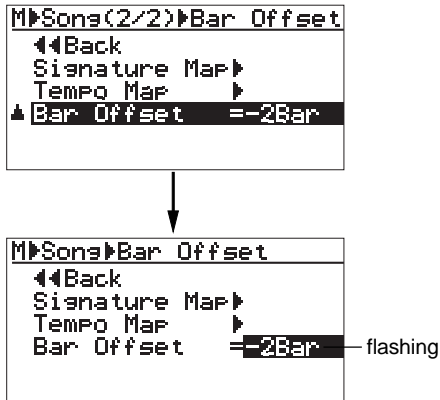 M▶Song(2/2)▶Bar Offset
◀◀Back
Signature Map▶
Tempo Map ▶
▲Bar Offset =-2Bar
M▶Song▶Bar Offset
◀◀Back
Signature Map▶
Tempo Map ▶
Bar Offset =-2Bar
flashing